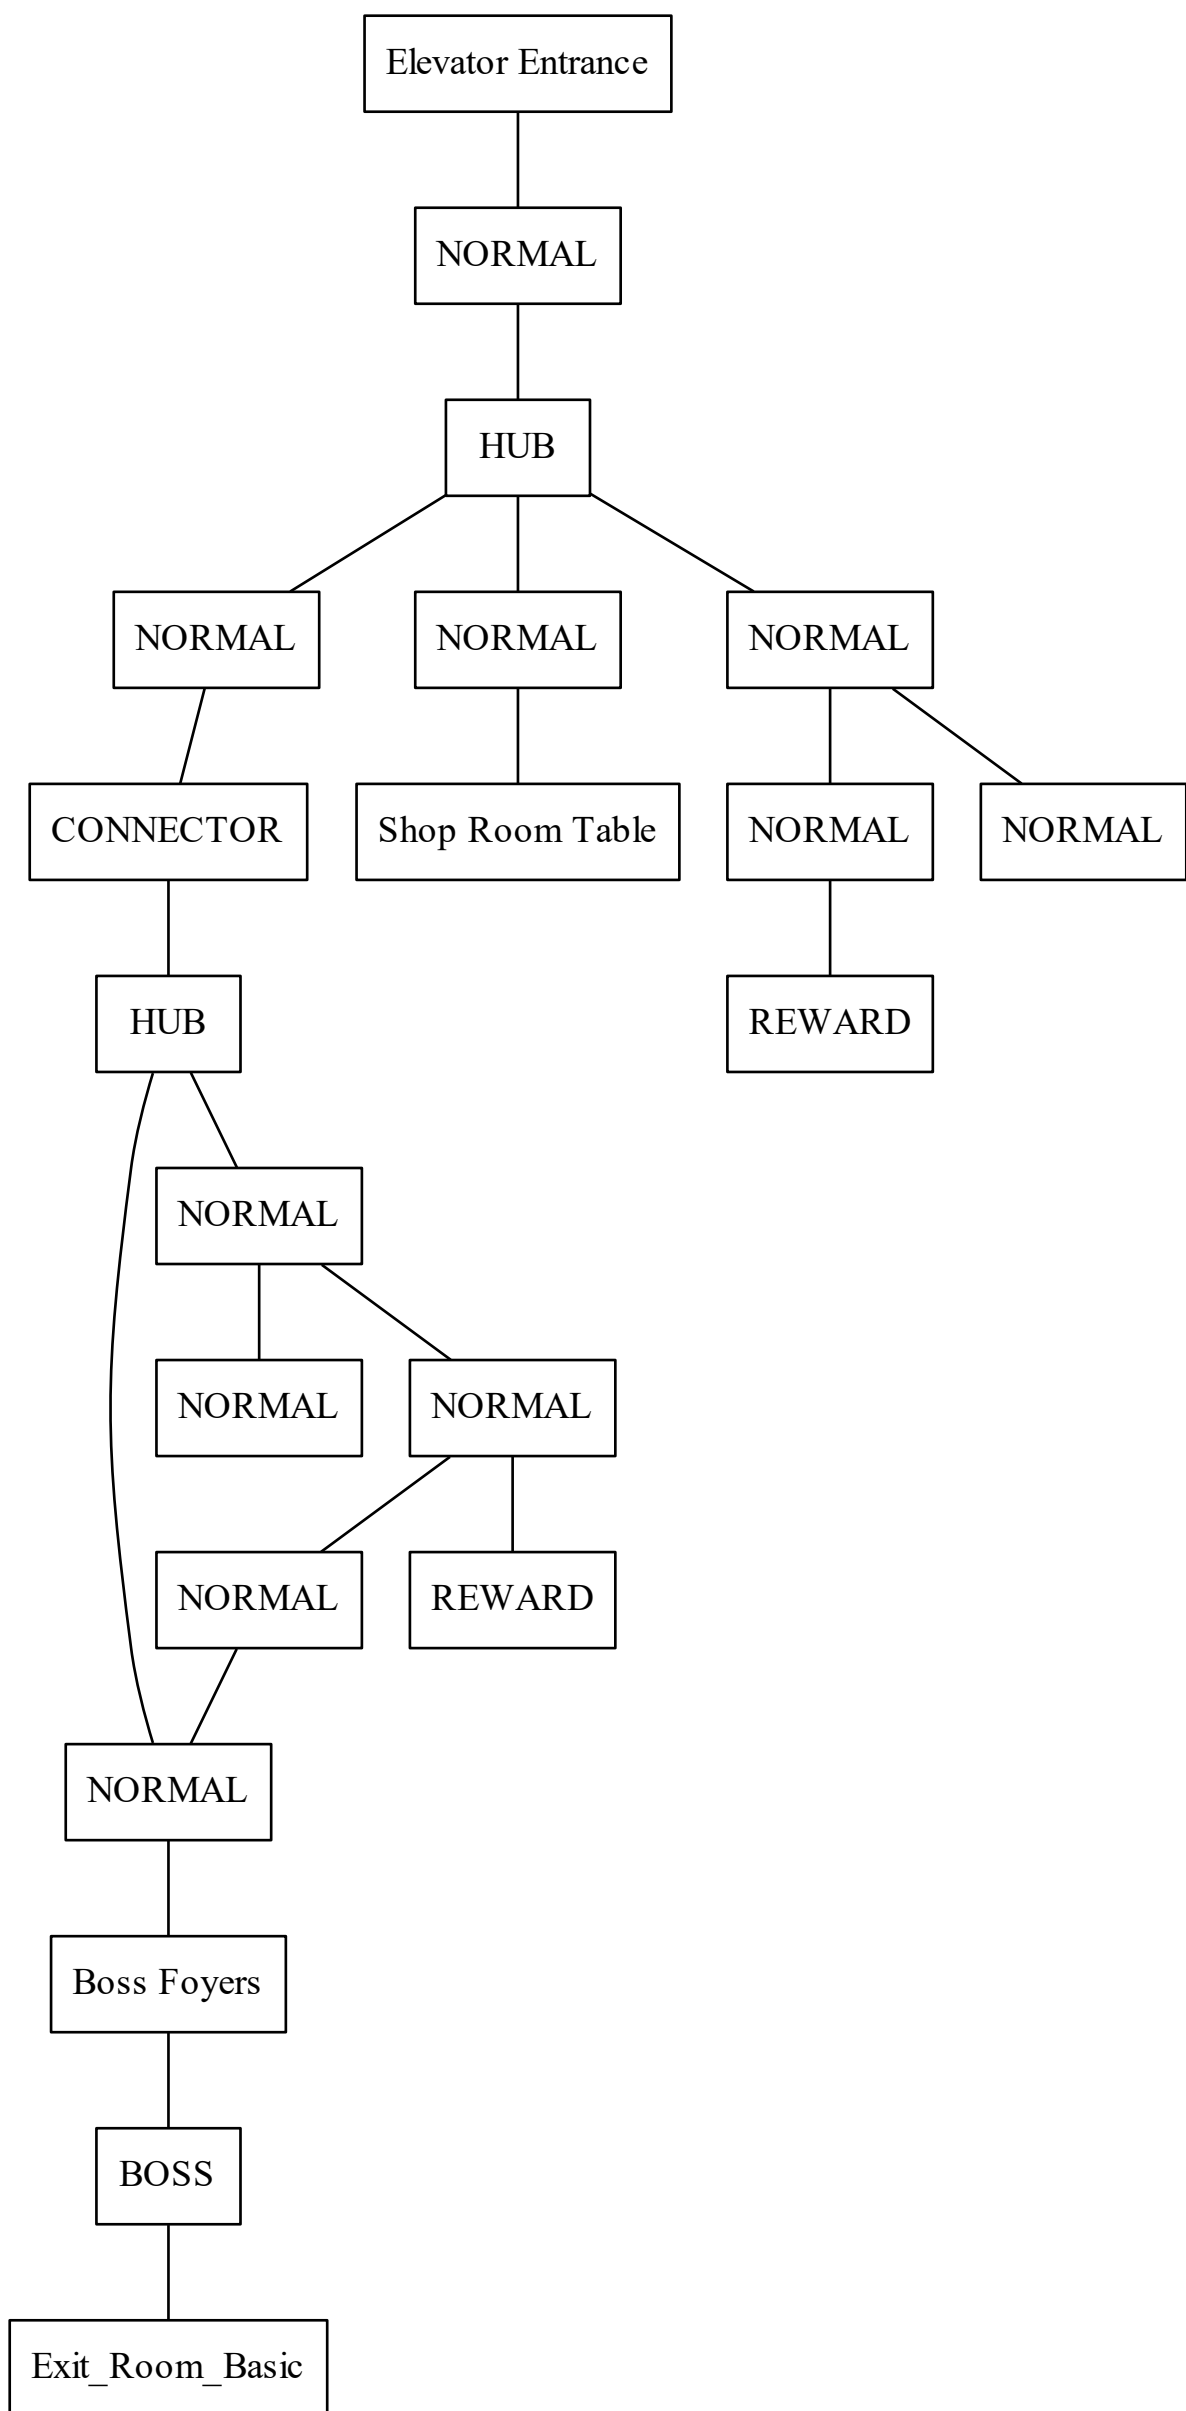 Elevator Entrance
NORMAL
HUB
NORMAL
NORMAL
NORMAL
CONNECTOR
Shop Room Table
NORMAL
NORMAL
HUB
REWARD
NORMAL
NORMAL
NORMAL
NORMAL
REWARD
NORMAL
Boss Foyers
BOSS
Exit_Room_Basic